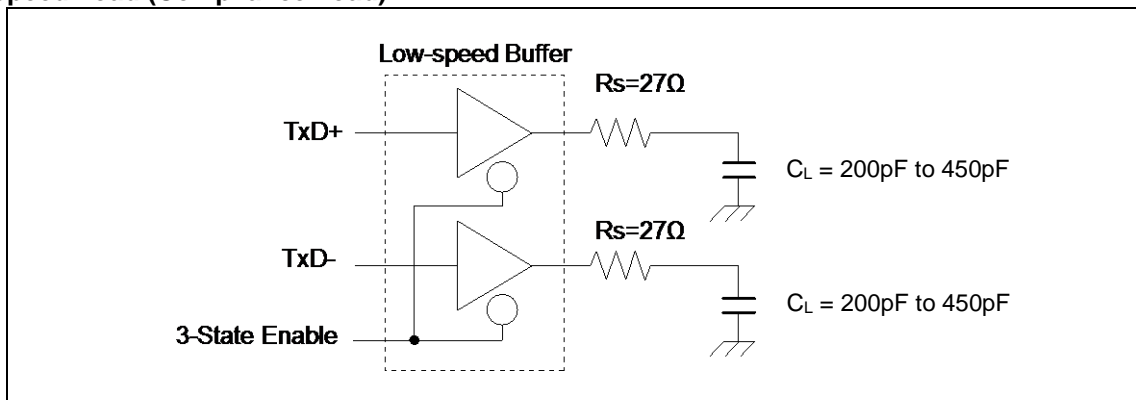 Low-speed Buffer
Rs=27Ω
TxD+
CL = 200pF to 450pF
Rs=27Ω
TxD-
CL = 200pF to 450pF
3-State Enable